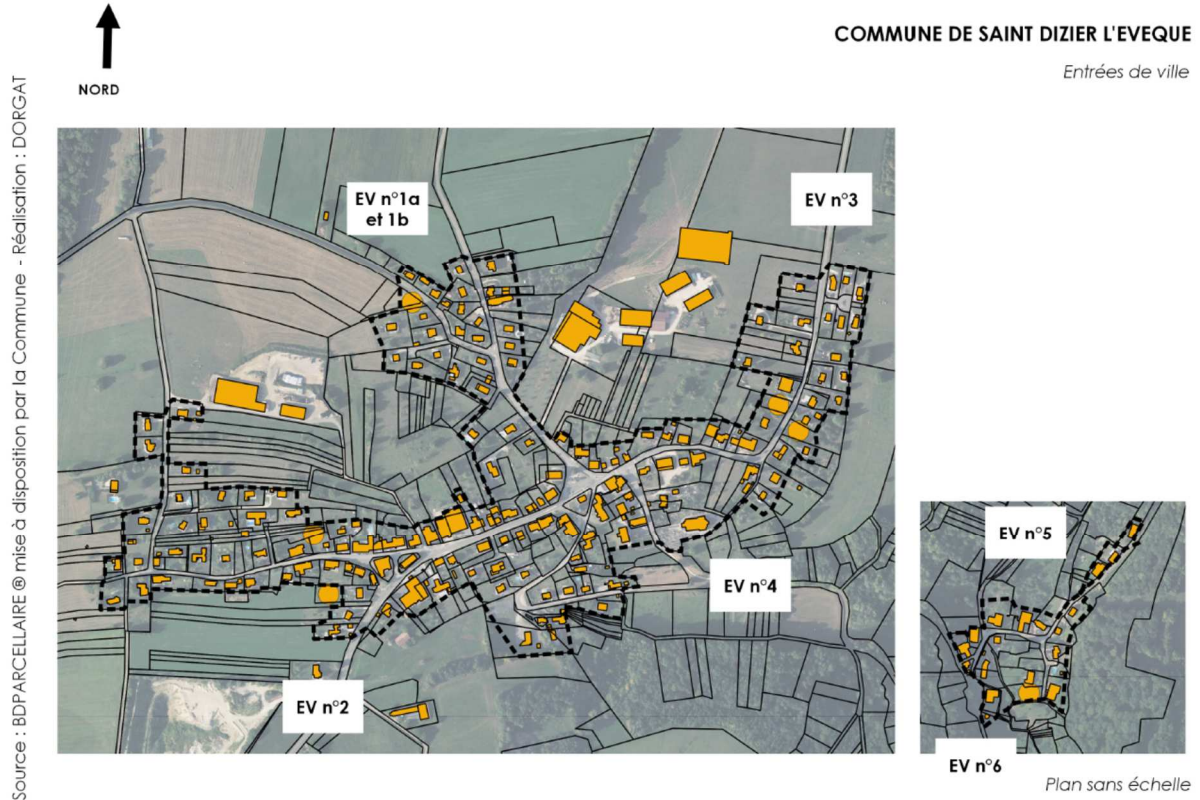 COMMUNE DE SAINT DIZIER L'EVEQUE
Entrées de ville
NORD
Source : BDPARCELLAIRE ® mise à disposition par la Commune - Réalisation : DORGAT
EV n°1a
et 1b
EV n°3
EV n°5
EV n°4
EV n°2
EV n°6
Plan sans échelle